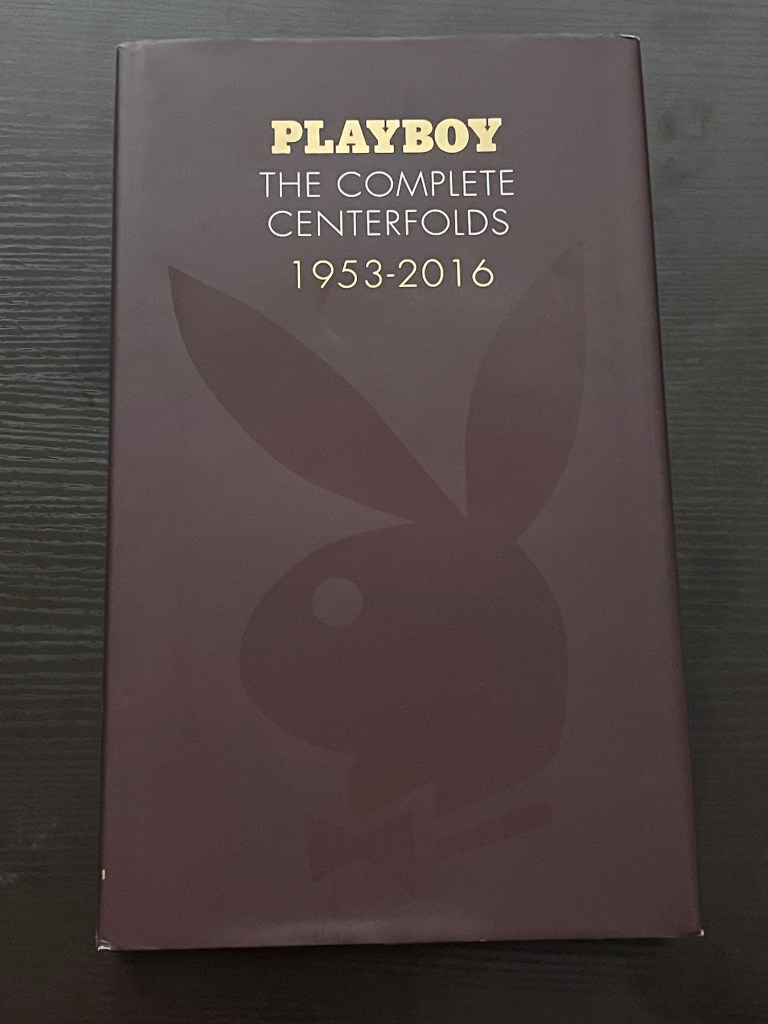 PLAYBOY
THE COMPLETE
CENTERFOLDS
1953-2016